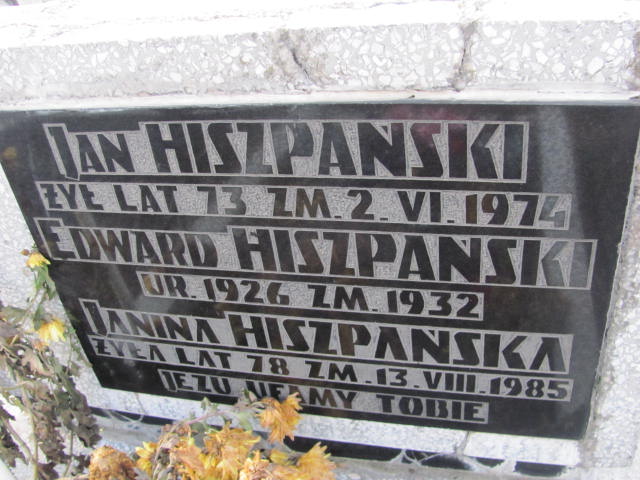 JAN HISZPAŃSKI
ŻYŁ LAT 73 ZM. 2. VI. 1974
EDWARD HISZPAŃSKI
UR. 1926 ZM. 1932
JANINA HISZPAŃSKA
ŻYŁA LAT 78 ZM. 13. VIII. 1985
JEZU UFAMY TOBIE